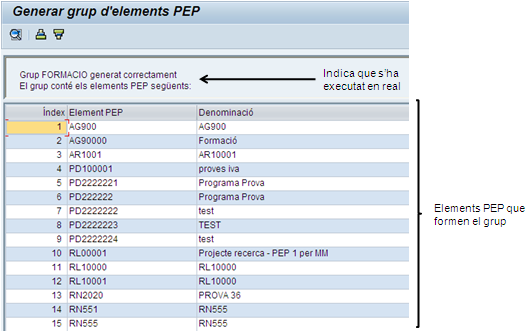 Generar grup d'elements PEP
Grup FORMACIO generat correctament
El grup conté els elements PEP següents:
Indica que s'ha
executat en real
Índex Element PEP Denominació
1 AG900 AG900
2 AG90000 Formació
3 AR1001 AR10001
4 PD100001 proves iva
5 PD2222221 Programa Prova
6 PD222222 Programa Prova
7 PD2222222 test
8 PD2222223 TEST
9 PD2222224 test
10 RL00001 Projecte recerca - PEP 1 per MM
11 RL10000 RL10000
12 RL10001 RL10000
13 RN2020 PROVA 36
14 RN551 RN555
15 RN555 RN555
Elements PEP que
formen el grup